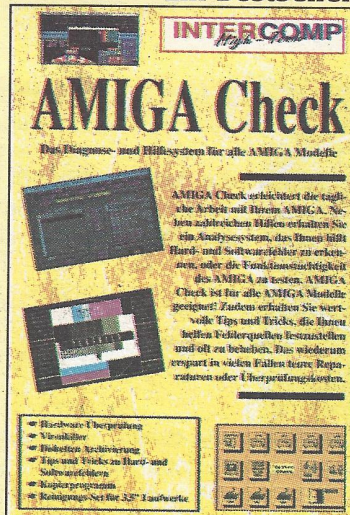 INTERCOMP
AMIGA Check
Das Diagnose- und Hilfesystem für alle AMIGA Modelle
AMIGA Check erleichtert die tägli-
che Arbeit mit Ihrem AMIGA. Ne-
ben zahlreichen Hilfen erhalten Sie
ein Analysesystem, das Ihnen hilft
Hard- und Softwarefehler zu erken-
nen, oder die Funktionstüchtigkeit
des AMIGA zu testen. AMIGA
Check ist für alle AMIGA Modelle
geeignet! Zudem erhalten Sie wert-
volle Tips und Tricks, die Ihnen
helfen Fehlerquellen festzustellen
und oft zu beheben. Das wiederum
erspart in vielen Fällen teure Repa-
raturen oder Überprüfungskosten.
Hardware-Überprüfung
Virenkiller
Disketten Archivierung
Tips und Tricks zu Hard- und
Softwarefehlern
Kopierprogramm
Reinigungs-Set für 3,5" Laufwerke